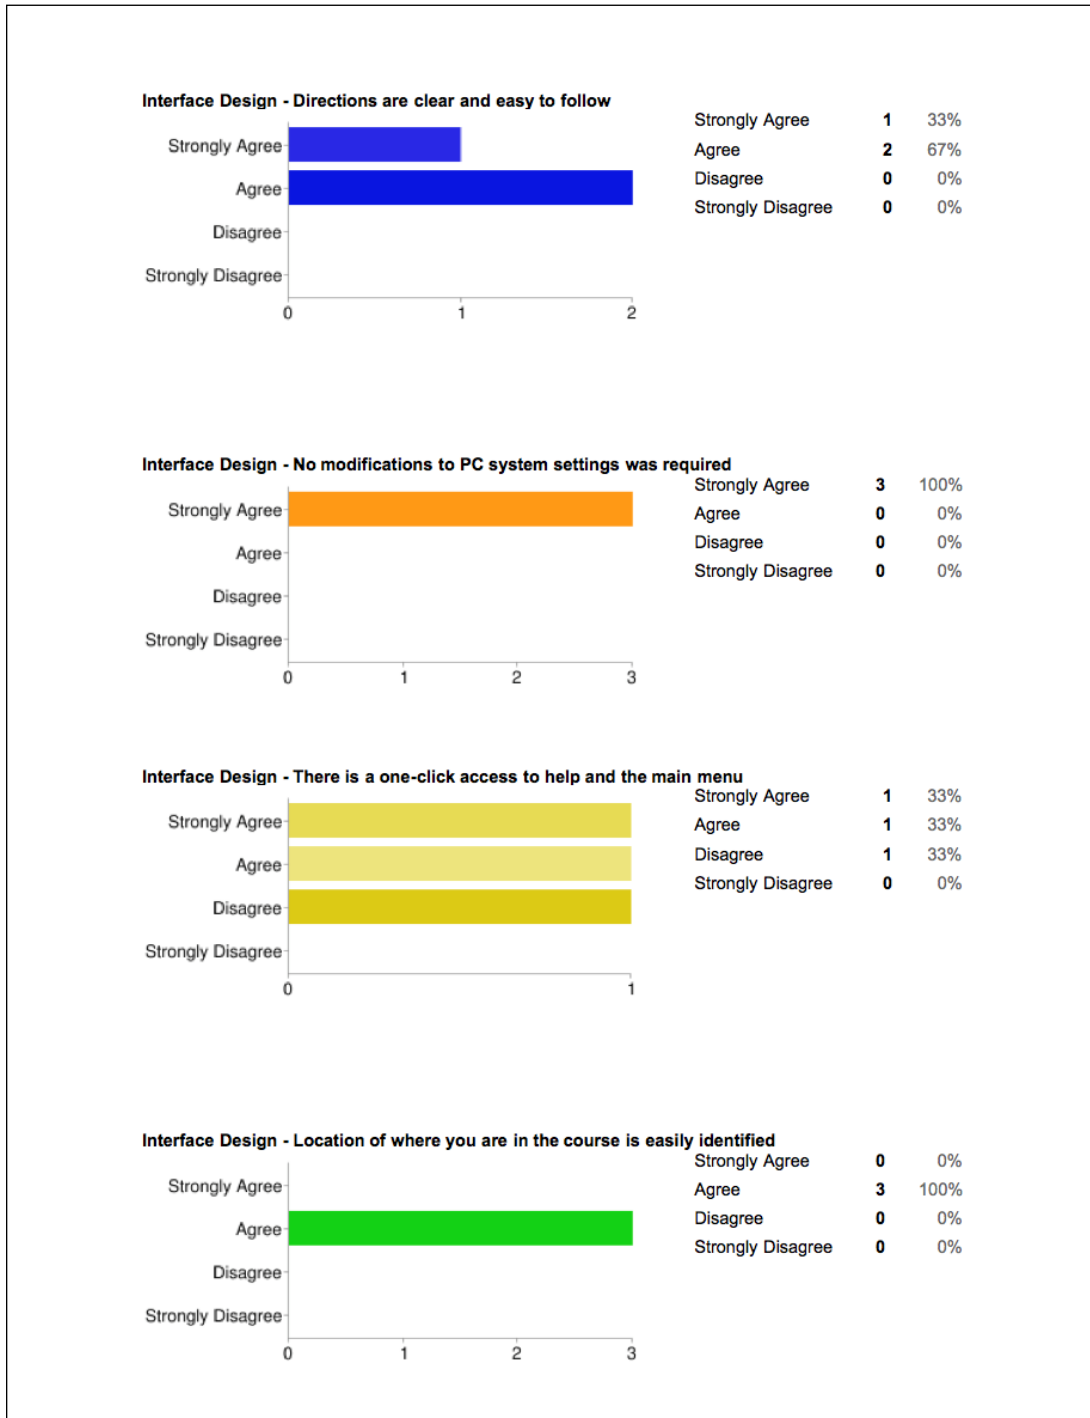 Interface Design - Directions are clear and easy to follow
Strongly Agree 1 33%
Agree 2 67%
Disagree 0 0%
Strongly Disagree 0 0%
Strongly Agree
Agree
Disagree
Strongly Disagree
0 1 2
Interface Design - No modifications to PC system settings was required
Strongly Agree 3 100%
Agree 0 0%
Disagree 0 0%
Strongly Disagree 0 0%
Strongly Agree
Agree
Disagree
Strongly Disagree
0 1 2 3
Interface Design - There is a one-click access to help and the main menu
Strongly Agree 1 33%
Agree 1 33%
Disagree 1 33%
Strongly Disagree 0 0%
Strongly Agree
Agree
Disagree
Strongly Disagree
0 1
Interface Design - Location of where you are in the course is easily identified
Strongly Agree 0 0%
Agree 3 100%
Disagree 0 0%
Strongly Disagree 0 0%
Strongly Agree
Agree
Disagree
Strongly Disagree
0 1 2 3